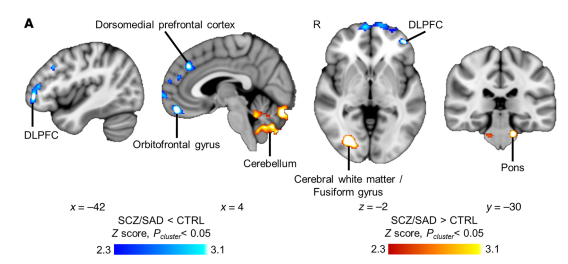 A
Dorsomedial prefrontal cortex
R
DLPFC
DLPFC
Orbitofrontal gyrus
Cerebellum
Cerebral white matter /
Fusiform gyrus
Pons
x = –42
x = 4
z = –2
y = –30
SCZ/SAD < CTRL
Z score, Pcluster< 0.05
2.3
3.1
SCZ/SAD > CTRL
Z score, Pcluster< 0.05
2.3
3.1